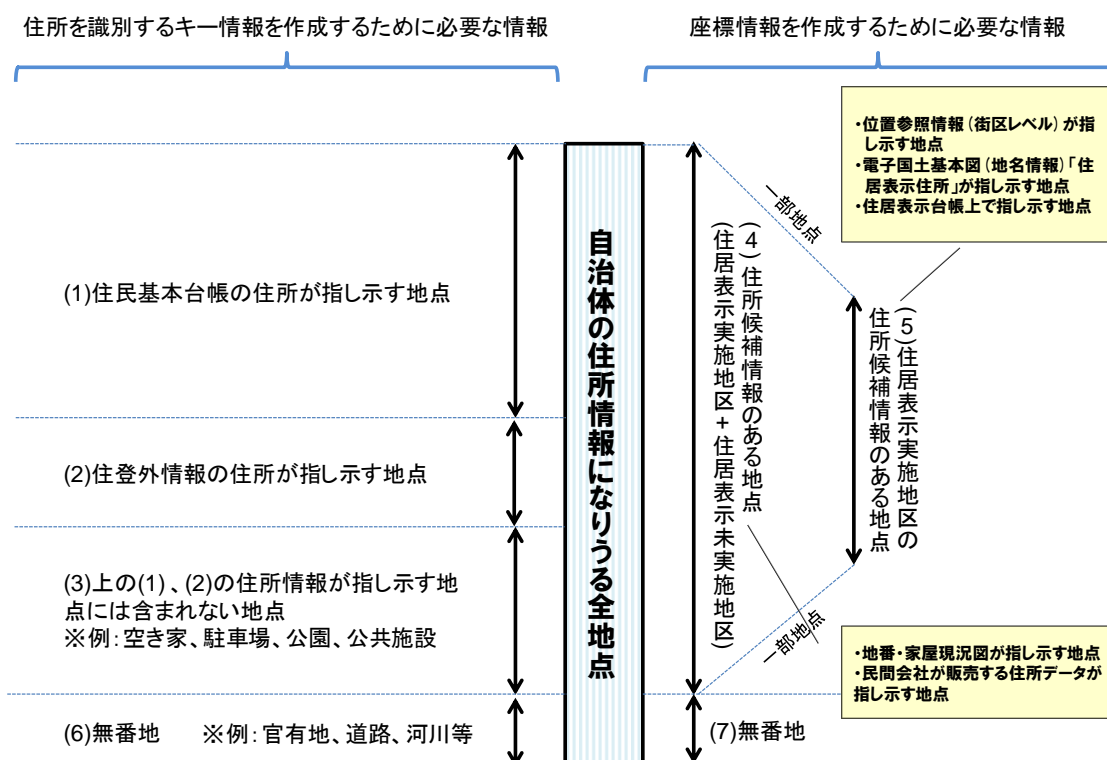 住所を識別するキー情報を作成するために必要な情報
座標情報を作成するために必要な情報
・位置参照情報(街区レベル)が指
し示す地点
・電子国土基本図(地名情報)「住
居表示住所」が指し示す地点
・住居表示台帳上で指し示す地点
一部地点
(1)住民基本台帳の住所が指し示す地点
(2)住登外情報の住所が指し示す地点
(3)上の(1)、(2)の住所情報が指し示す地
点には含まれない地点
※例:空き家、駐車場、公園、公共施設
(6)無番地 ※例:官有地、道路、河川等
自治体の住所情報になりうる全地点
(4)住所候補情報のある地点
(住居表示実施地区+住居表示未実施地区)
(5)住居表示実施地区の
住所候補情報のある地点
一部地点
・地番・家屋現況図が指し示す地点
・民間会社が販売する住所データが
指し示す地点
(7)無番地